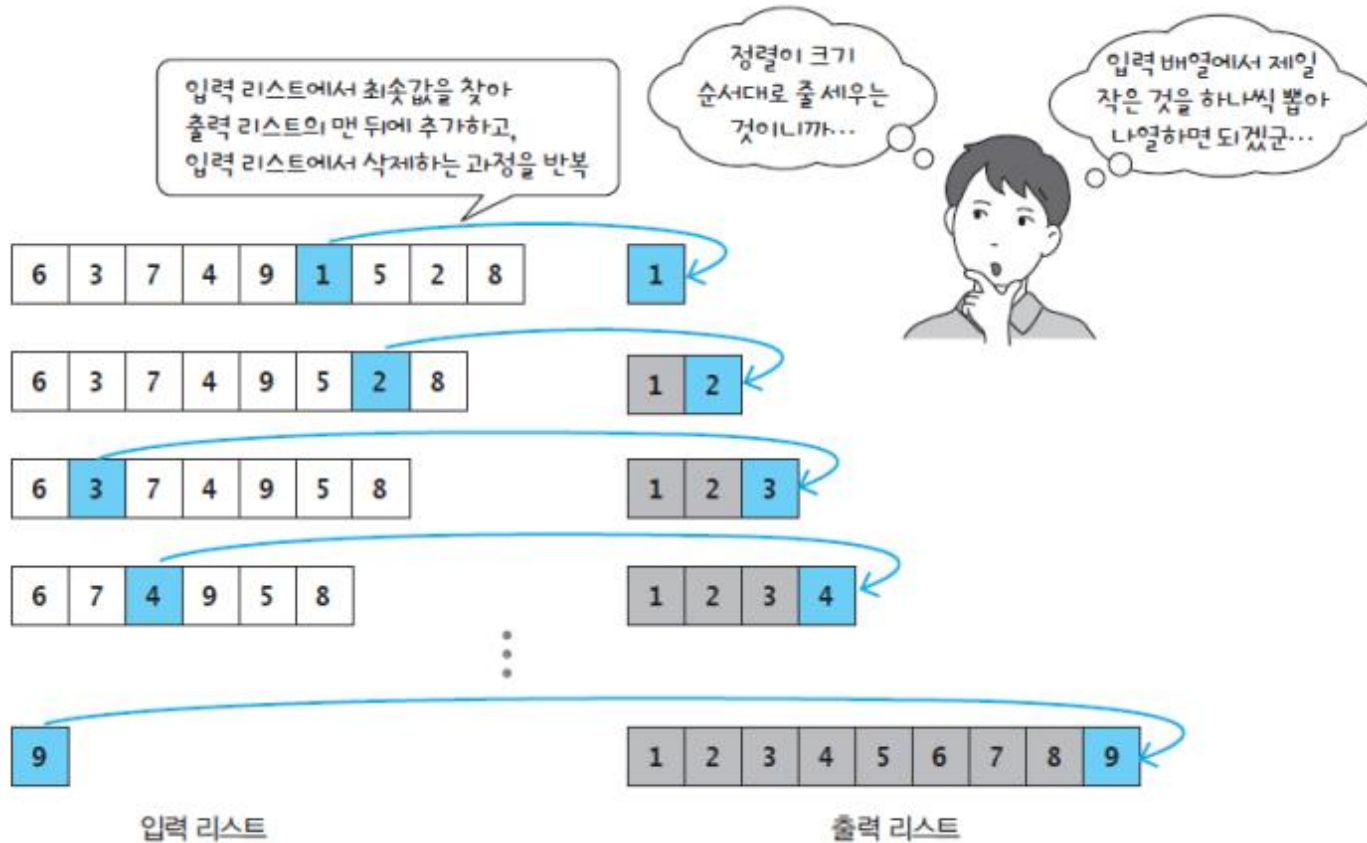 입력 리스트에서 최솟값을 찾아
출력 리스트의 맨 뒤에 추가하고,
입력 리스트에서 삭제하는 과정을 반복
정렬이 크기
순서대로 줄 세우는
것이니까…
입력 배열에서 제일
작은 것을 하나씩 뽑아
나열하면 되겠군…
6 3 7 4 9 1 5 2 8
1
6 3 7 4 9 5 2 8
1 2
6 3 7 4 9 5 8
1 2 3
6 7 4 9 5 8
1 2 3 4
9
1 2 3 4 5 6 7 8 9
입력 리스트
출력 리스트